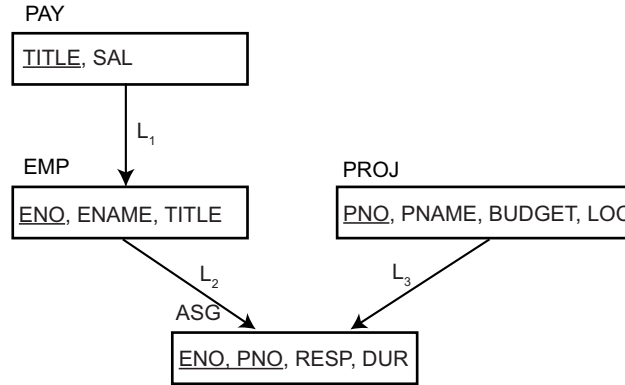 PAY
TITLE, SAL
L₁
EMP
PROJ
ENO, ENAME, TITLE
PNO, PNAME, BUDGET, LOC
L₂
L₃
ASG
ENO, PNO, RESP, DUR